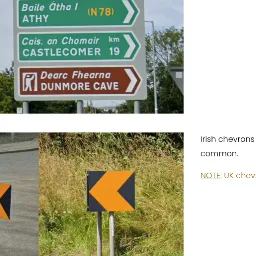 Baile Átha I
ATHY
(N78)
Cais. an Chomair km
CASTLECOMER 19
Dearc Fhearna
DUNMORE CAVE
Irish chevrons
common.
NOTE: UK chev